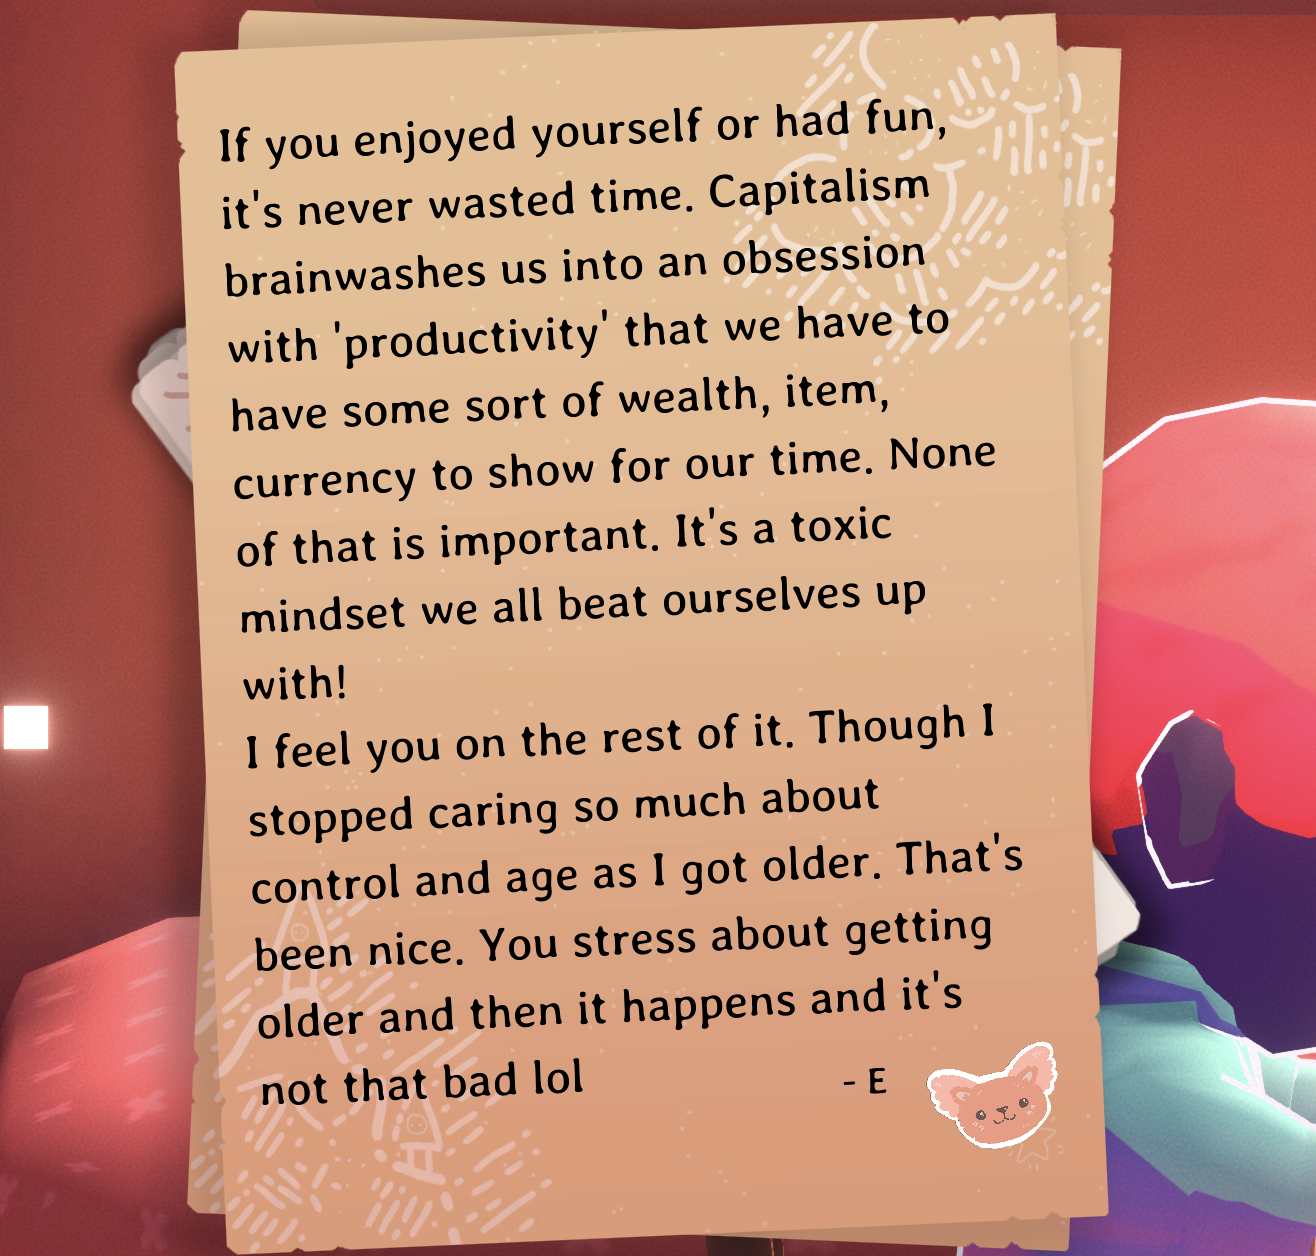 If you enjoyed yourself or had fun,
it's never wasted time. Capitalism
brainwashes us into an obsession
with 'productivity' that we have to
have some sort of wealth, item,
currency to show for our time. None
of that is important. It's a toxic
mindset we all beat ourselves up
with!
I feel you on the rest of it. Though I
stopped caring so much about
control and age as I got older. That's
been nice. You stress about getting
older and then it happens and it's
not that bad lol - E